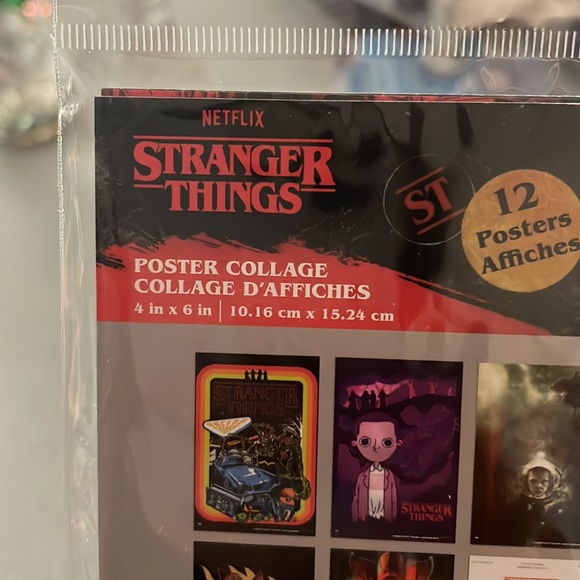 NETFLIX
STRANGER
THINGS
ST
12
Posters
Affiches
POSTER COLLAGE
COLLAGE D'AFFICHES
4 in x 6 in | 10.16 cm x 15.24 cm
STRANGER
THINGS
STRANGER
THINGS